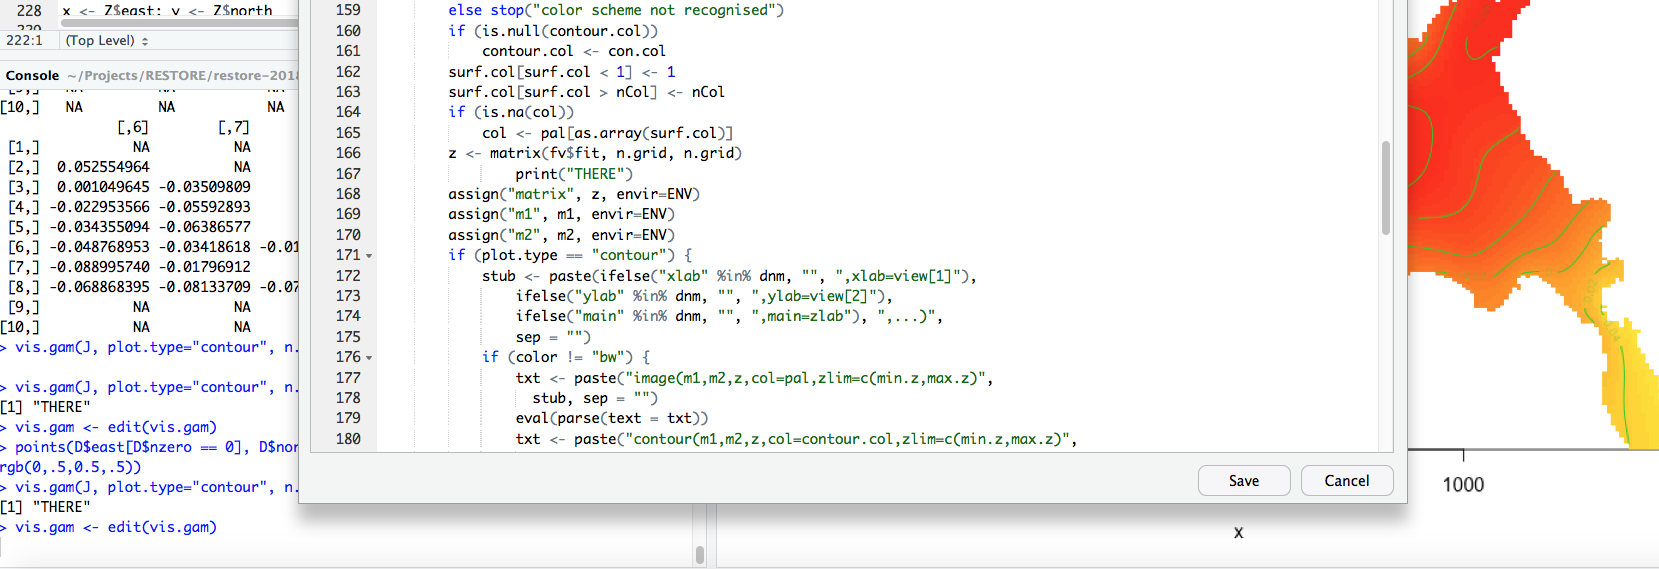 228 x <- Z$east; y <- Z$north
222:1 (Top Level)
Console ~/Projects/RESTORE/restore-201
[10,] NA NA NA
[,6] [,7]
[1,] NA NA
[2,] 0.052554964 NA
[3,] 0.001049645 -0.03509809
[4,] -0.022953566 -0.05592893
[5,] -0.034355094 -0.06386577
[6,] -0.048768953 -0.03418618 -0.01
[7,] -0.088995740 -0.01796912
[8,] -0.068868395 -0.08133709 -0.07
[9,] NA NA
[10,] NA NA
> vis.gam(J, plot.type="contour", n.
> vis.gam(J, plot.type="contour", n.
[1] "THERE"
> vis.gam <- edit(vis.gam)
> points(D$east[D$nzero == 0], D$nor
rgb(0,.5,0.5,.5))
> vis.gam(J, plot.type="contour", n.
[1] "THERE"
> vis.gam <- edit(vis.gam)
159 else stop("color scheme not recognised")
160 if (is.null(contour.col))
161 contour.col <- con.col
162 surf.col[surf.col < 1] <- 1
163 surf.col[surf.col > nCol] <- nCol
164 if (is.na(col))
165 col <- pal[as.array(surf.col)]
166 z <- matrix(fv$fit, n.grid, n.grid)
167 print("THERE")
168 assign("matrix", z, envir=ENV)
169 assign("m1", m1, envir=ENV)
170 assign("m2", m2, envir=ENV)
171 if (plot.type == "contour") {
172 stub <- paste(ifelse("xlab" %in% dnm, "", ",xlab=view[1]"),
173 ifelse("ylab" %in% dnm, "", ",ylab=view[2]"),
174 ifelse("main" %in% dnm, "", ",main=zlab"), ",...)",
175 sep = "")
176 if (color != "bw") {
177 txt <- paste("image(m1,m2,z,col=pal,zlim=c(min.z,max.z)",
178 stub, sep = "")
179 eval(parse(text = txt))
180 txt <- paste("contour(m1,m2,z,col=contour.col,zlim=c(min.z,max.z)",
Save Cancel
1000
x